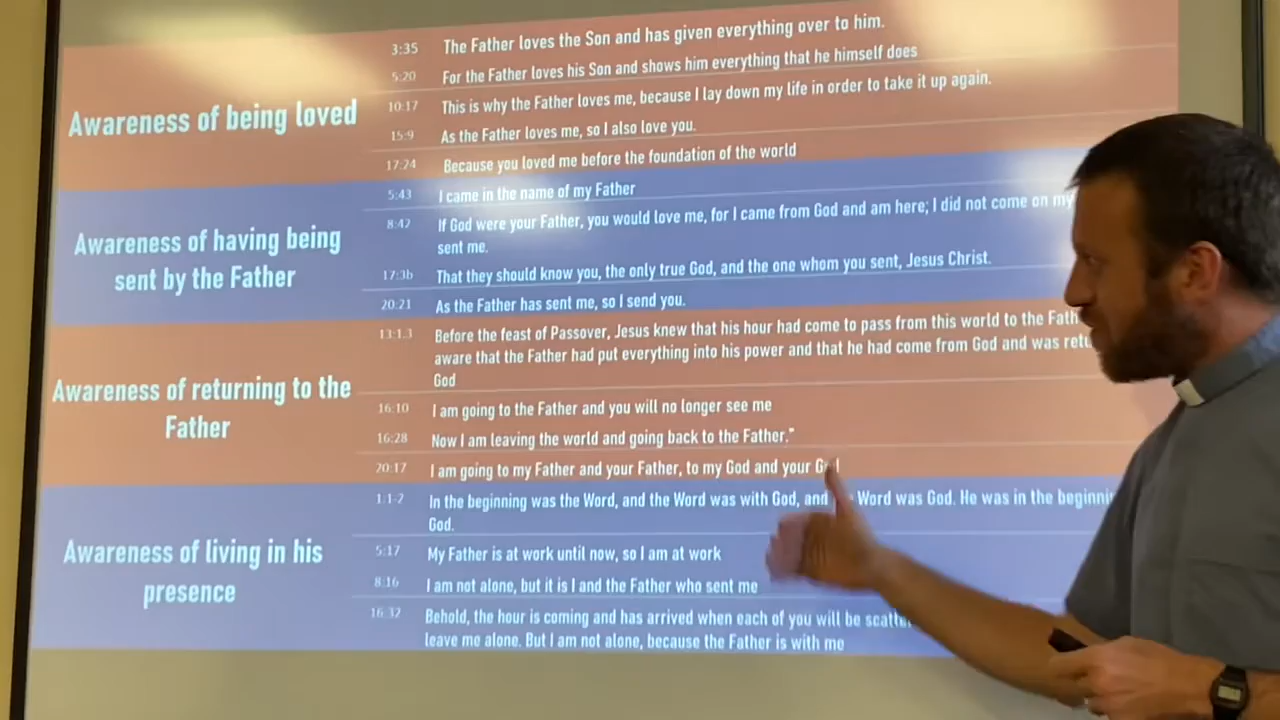 Awareness of being loved
3:35 The Father loves the Son and has given everything over to him.
5:20 For the Father loves his Son and shows him everything that he himself does
10:17 This is why the Father loves me, because I lay down my life in order to take it up again.
15:9 As the Father loves me, so I also love you.
17:24 Because you loved me before the foundation of the world
Awareness of having being
sent by the Father
5:43 I came in the name of my Father
8:42 If God were your Father, you would love me, for I came from God and am here; I did not come on my
sent me.
17:3b That they should know you, the only true God, and the one whom you sent, Jesus Christ.
20:21 As the Father has sent me, so I send you.
Awareness of returning to the
Father
13:1.3 Before the feast of Passover, Jesus knew that his hour had come to pass from this world to the
aware that the Father had put everything into his power and that he had come from God and was
God
16:10 I am going to the Father and you will no longer see me
16:28 Now I am leaving the world and going back to the Father."
20:17 I am going to my Father and your Father, to my God and your
Awareness of living in his
presence
1:1-2 In the beginning was the Word, and the Word was with God, and Word was God. He was in the
God.
5:17 My Father is at work until now, so I am at work
8:16 I am not alone, but it is I and the Father who sent me
16:32 Behold, the hour is coming and has arrived when each of you will be
leave me alone. But I am not alone, because the Father is with me